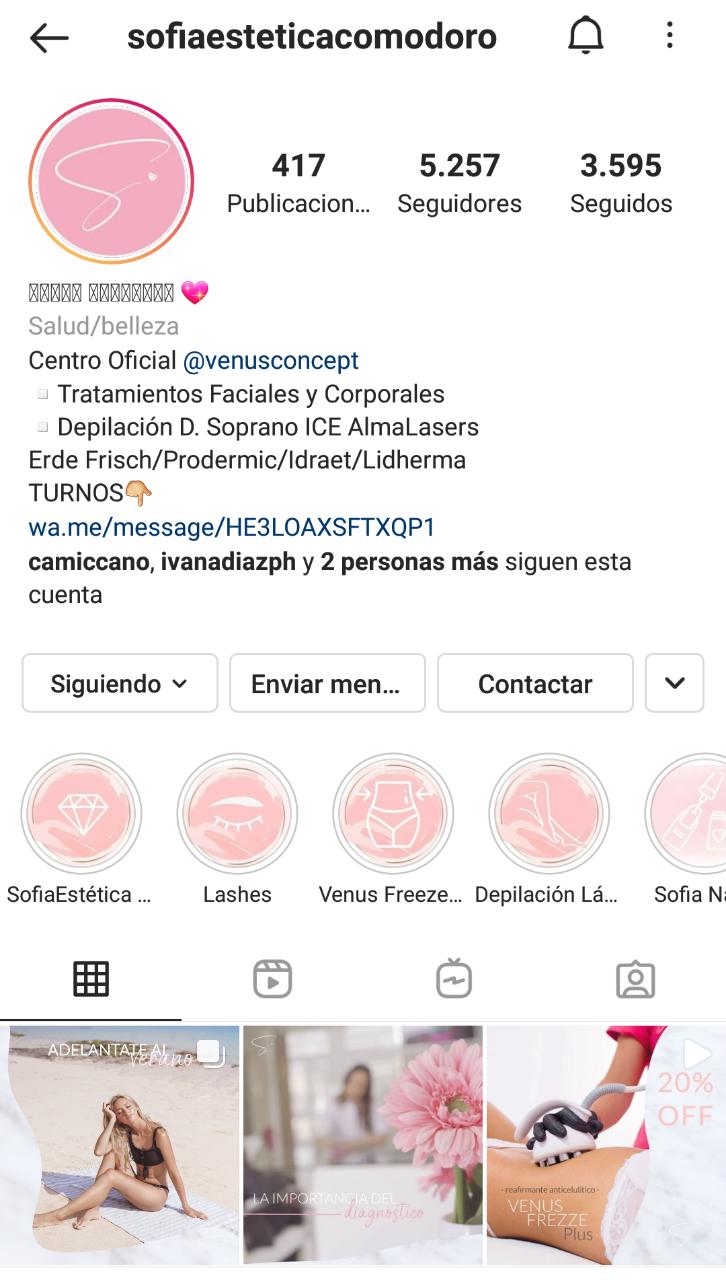 sofiaesteticacomodoro
417
5.257
3.595
Publicacion...
Seguidores
Seguidos
Salud/belleza
Centro Oficial @venusconcept
▫️Tratamientos Faciales y Corporales
▫️Depilación D. Soprano ICE AlmaLasers
Erde Frisch/Prodermic/Idraet/Lidherma
TURNOS👇🏼
wa.me/message/HE3LOAXSFTXQP1
camiccano, ivanadiazph y 2 personas más siguen esta
cuenta
Siguiendo
Enviar men...
Contactar
SofiaEstética ...
Lashes
Venus Freeze...
Depilación Lá...
Sofia Na
ADELANTATE AL
verano
LA IMPORTANCIA DEL
diagnostico
20%
OFF
- reafirmante anticelulitico -
VENUS
FREZZE
Plus